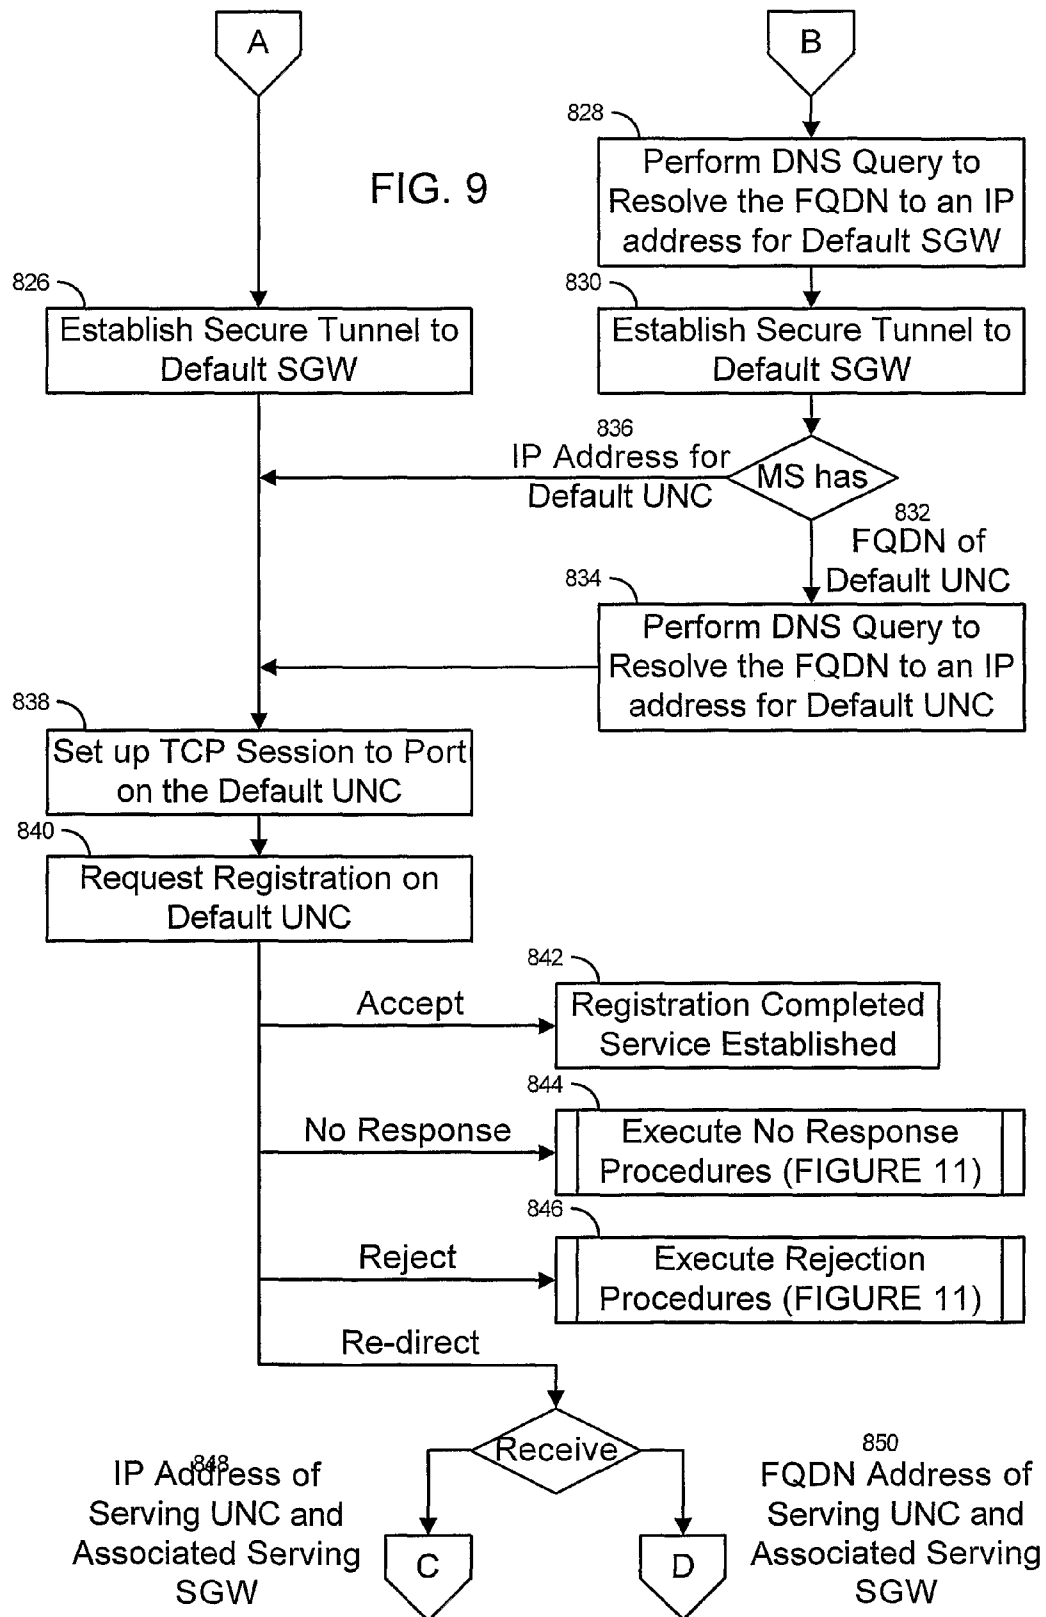 A
B
828
Perform DNS Query to
Resolve the FQDN to an IP
address for Default SGW
FIG. 9
826
Establish Secure Tunnel to
Default SGW
830
Establish Secure Tunnel to
Default SGW
836
IP Address for
Default UNC
MS has
832
FQDN of
Default UNC
834
Perform DNS Query to
Resolve the FQDN to an IP
address for Default UNC
838
Set up TCP Session to Port
on the Default UNC
840
Request Registration on
Default UNC
842
Accept
Registration Completed
Service Established
844
No Response
Execute No Response
Procedures (FIGURE 11)
846
Reject
Execute Rejection
Procedures (FIGURE 11)
Re-direct
Receive
848
IP Address of
Serving UNC and
Associated Serving
SGW
C
D
850
FQDN Address of
Serving UNC and
Associated Serving
SGW